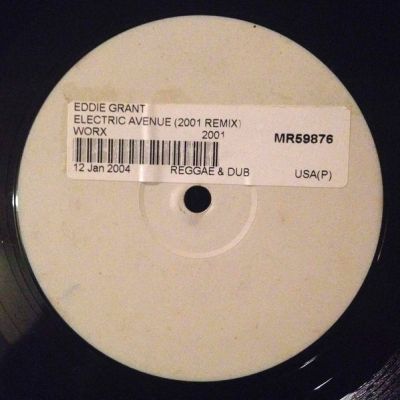 EDDIE GRANT
ELECTRIC AVENUE (2001 REMIX)
WORX 2001
MR59876
12 Jan 2004 REGGAE & DUB USA(P)